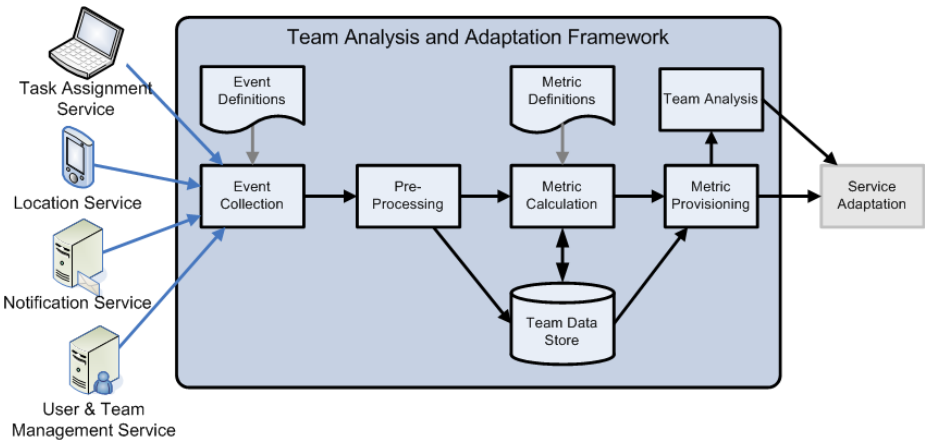 Team Analysis and Adaptation Framework
Task Assignment
Service
Location Service
Notification Service
User & Team
Management Service
Event
Definitions
Metric
Definitions
Team Analysis
Event
Collection
Pre-
Processing
Metric
Calculation
Metric
Provisioning
Service
Adaptation
Team Data
Store